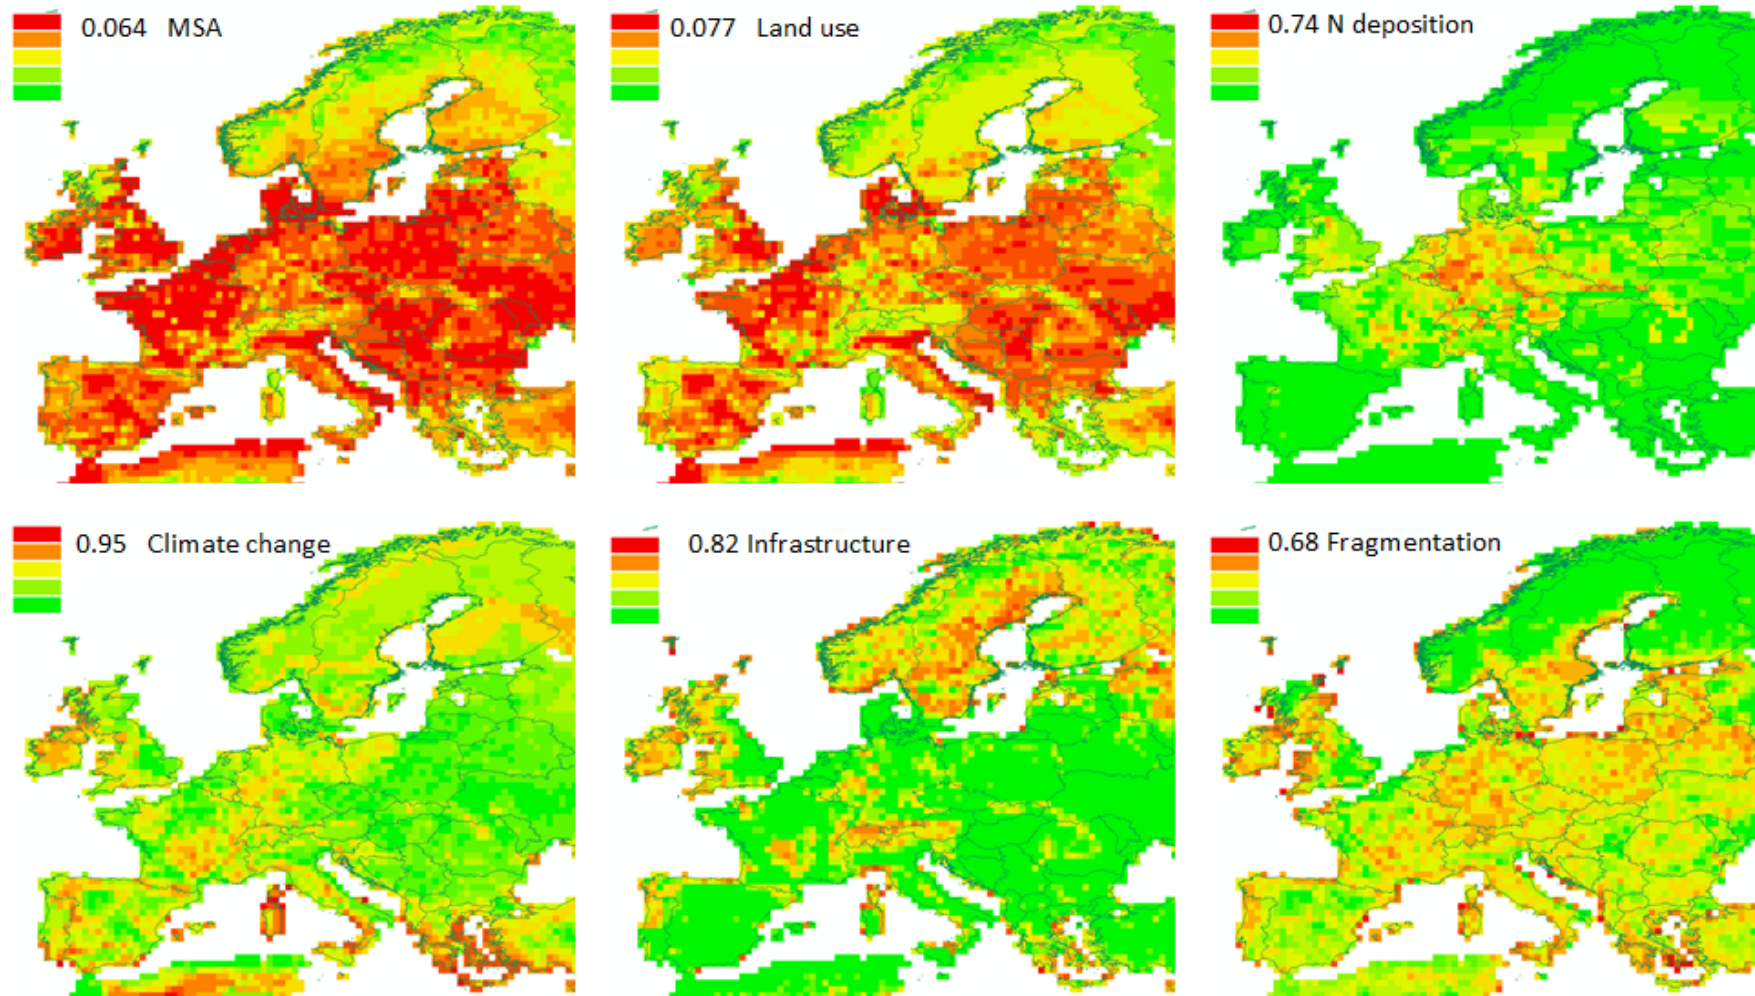 0.064 MSA
0.077 Land use
0.74 N deposition
0.95 Climate change
0.82 Infrastructure
0.68 Fragmentation